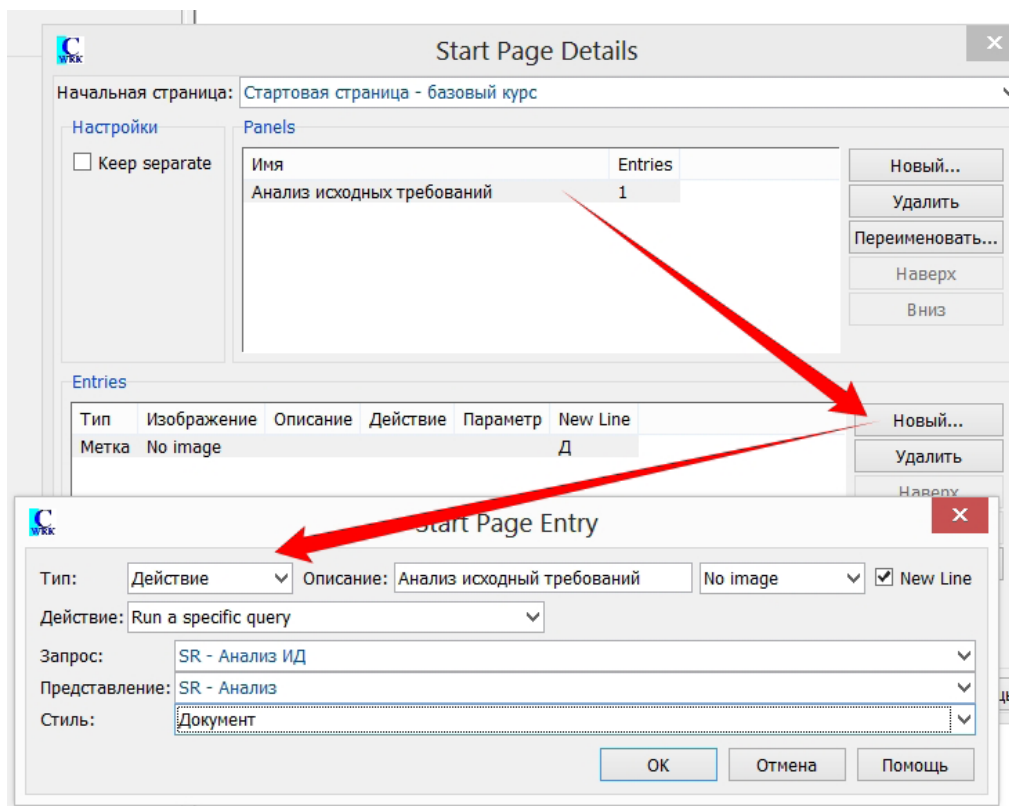 C
WRK
Start Page Details
Начальная страница: Стартовая страница - базовый курс
Настройки
Panels
Keep separate
Имя Entries
Анализ исходных требований 1
Новый...
Удалить
Переименовать...
Наверх
Вниз
Entries
Тип Изображение Описание Действие Параметр New Line
Метка No image Д
Новый...
Удалить
Наверх
C
WRK
Start Page Entry
Тип: Действие Описание: Анализ исходный требований No image New Line
Действие: Run a specific query
Запрос: SR - Анализ ИД
Представление: SR - Анализ
Стиль: Документ
OK Отмена Помощь